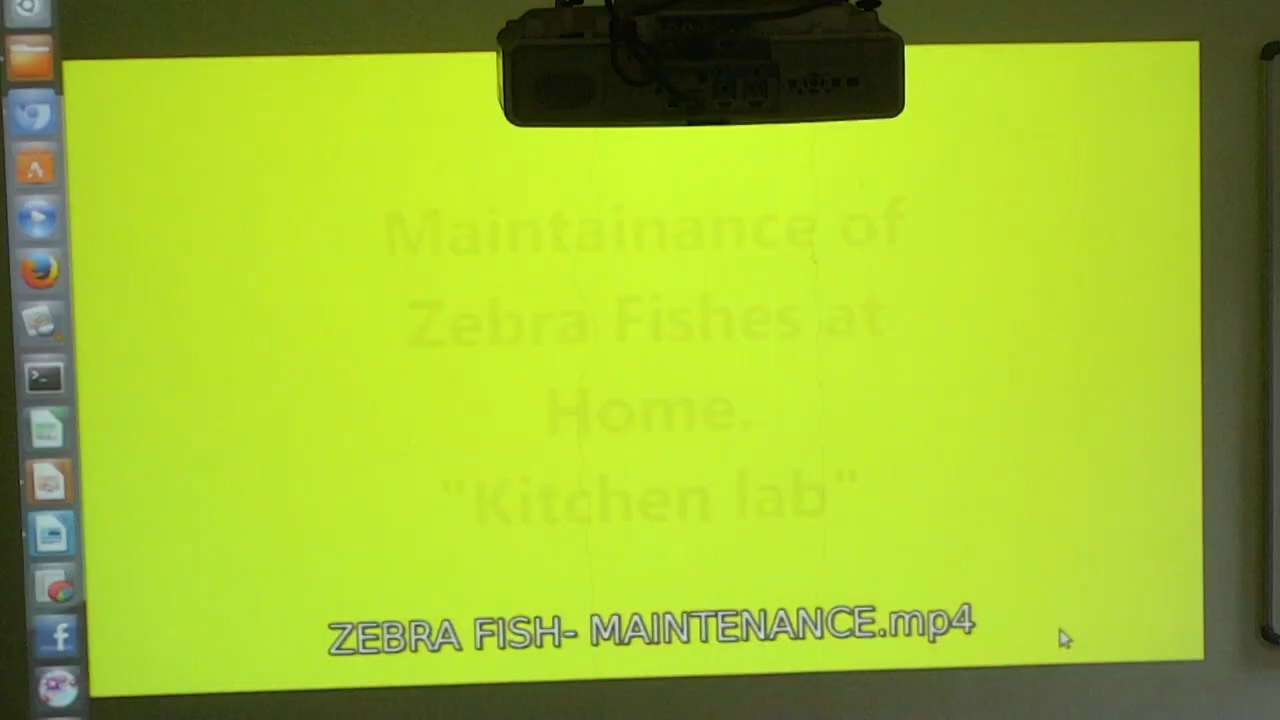 Maintainance of
Zebra Fishes at
Home.
"Kitchen lab"
ZEBRA FISH- MAINTENANCE.mp4